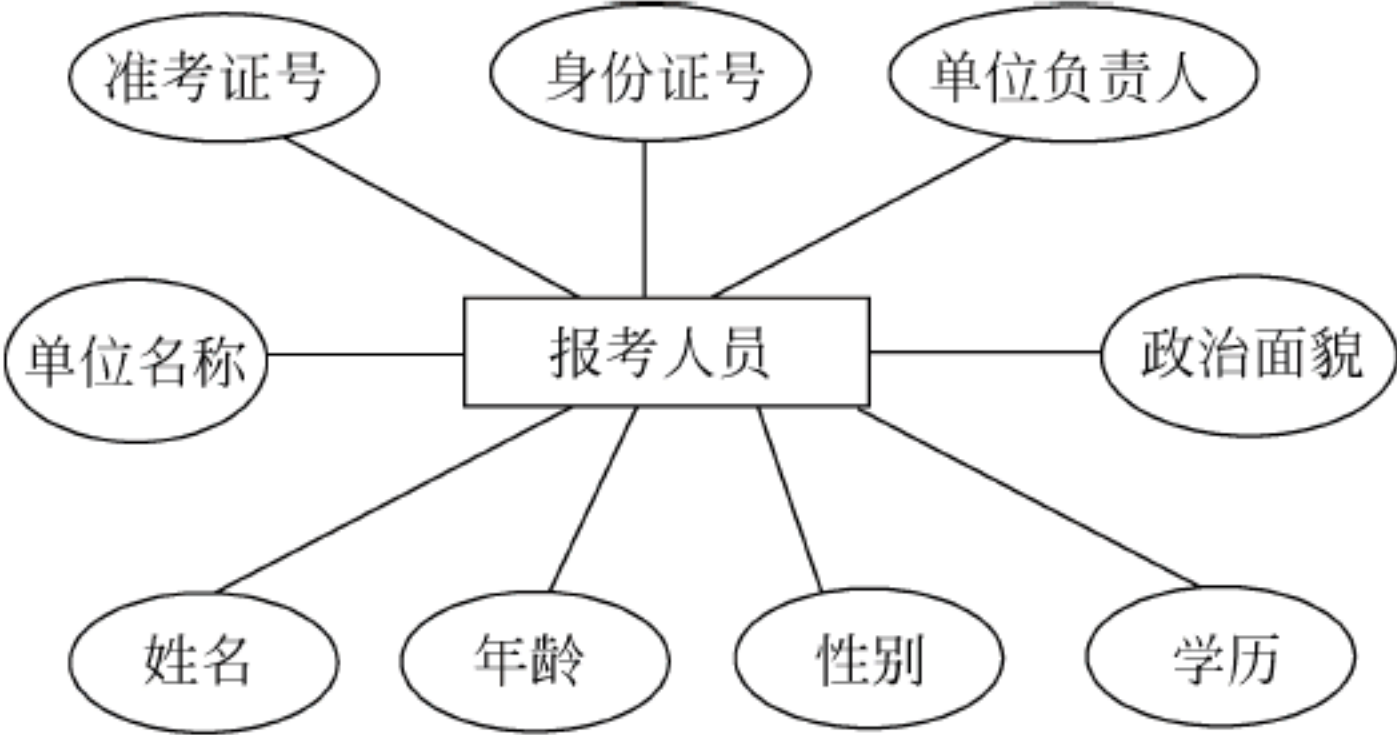 准考证号
身份证号
单位负责人
单位名称
报考人员
政治面貌
姓名
年龄
性别
学历